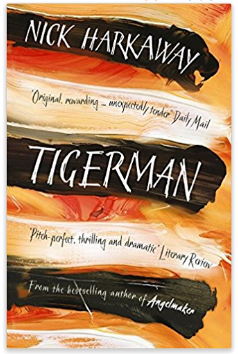 NICK HARKAWAY
'Original, rewarding ... unexpectedly tender' Daily Mail
TIGERMAN
'Pitch-perfect, thrilling and dramatic' Literary Review
From the bestselling author of Angelmaker